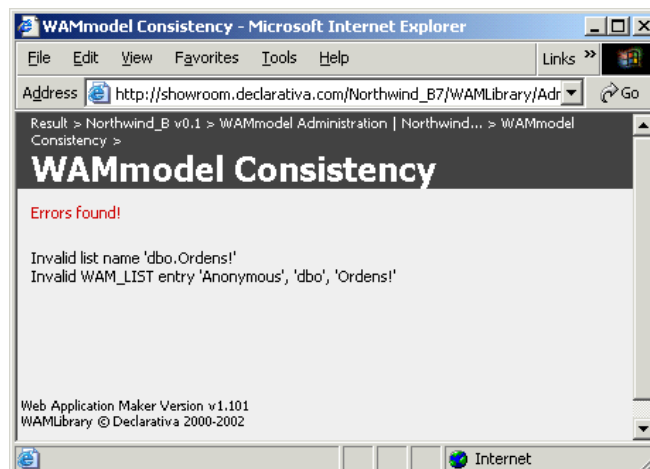 WAMmodel Consistency - Microsoft Internet Explorer
File Edit View Favorites Tools Help Links »
Address http://showroom.declarativa.com/Northwind_B7/WAMLibrary/Adr Go
Result > Northwind_B v0.1 > WAMmodel Administration | Northwind... > WAMmodel
Consistency >
WAMmodel Consistency
Errors found!
Invalid list name 'dbo.Ordens!'
Invalid WAM_LIST entry 'Anonymous', 'dbo', 'Ordens!'
Web Application Maker Version v1.101
WAMLibrary © Declarativa 2000-2002
Internet